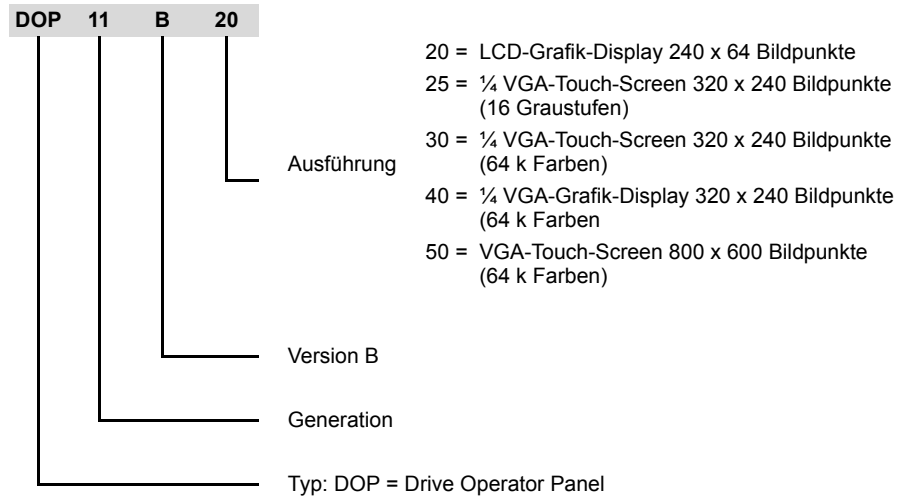 DOP 11 B 20
20 = LCD-Grafik-Display 240 x 64 Bildpunkte
25 = ¼ VGA-Touch-Screen 320 x 240 Bildpunkte
(16 Graustufen)
30 = ¼ VGA-Touch-Screen 320 x 240 Bildpunkte
(64 k Farben)
Ausführung
40 = ¼ VGA-Grafik-Display 320 x 240 Bildpunkte
(64 k Farben
50 = VGA-Touch-Screen 800 x 600 Bildpunkte
(64 k Farben)
Version B
Generation
Typ: DOP = Drive Operator Panel